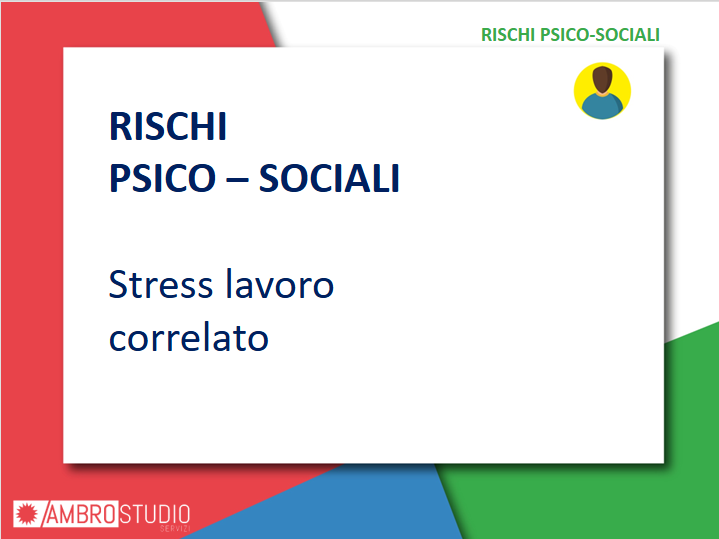 RISCHI PSICO-SOCIALI
RISCHI
PSICO – SOCIALI
Stress lavoro
correlato
AMBROSTUDIO
SERVIZI